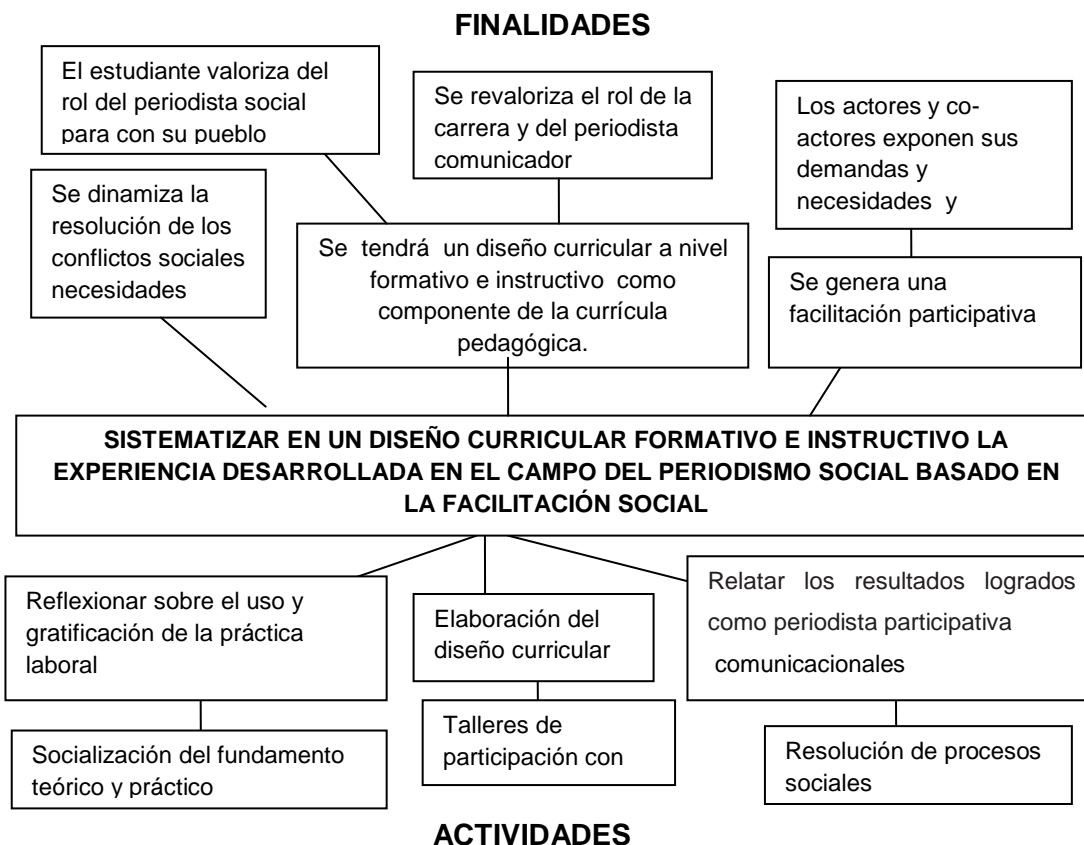 FINALIDADES
El estudiante valoriza del
rol del periodista social
para con su pueblo
Se revaloriza el rol de la
carrera y del periodista
comunicador
Los actores y co-
actores exponen sus
demandas y
necesidades y
Se dinamiza la
resolución de los
conflictos sociales
necesidades
Se tendrá un diseño curricular a nivel
formativo e instructivo como
componente de la currícula
pedagógica.
Se genera una
facilitación participativa
SISTEMATIZAR EN UN DISEÑO CURRICULAR FORMATIVO E INSTRUCTIVO LA
EXPERIENCIA DESARROLLADA EN EL CAMPO DEL PERIODISMO SOCIAL BASADO EN
LA FACILITACIÓN SOCIAL
Reflexionar sobre el uso y
gratificación de la práctica
laboral
Elaboración del
diseño curricular
Relatar los resultados logrados
como periodista participativa
comunicacionales
Socialización del fundamento
teórico y práctico
Talleres de
participación con
Resolución de procesos
sociales
ACTIVIDADES